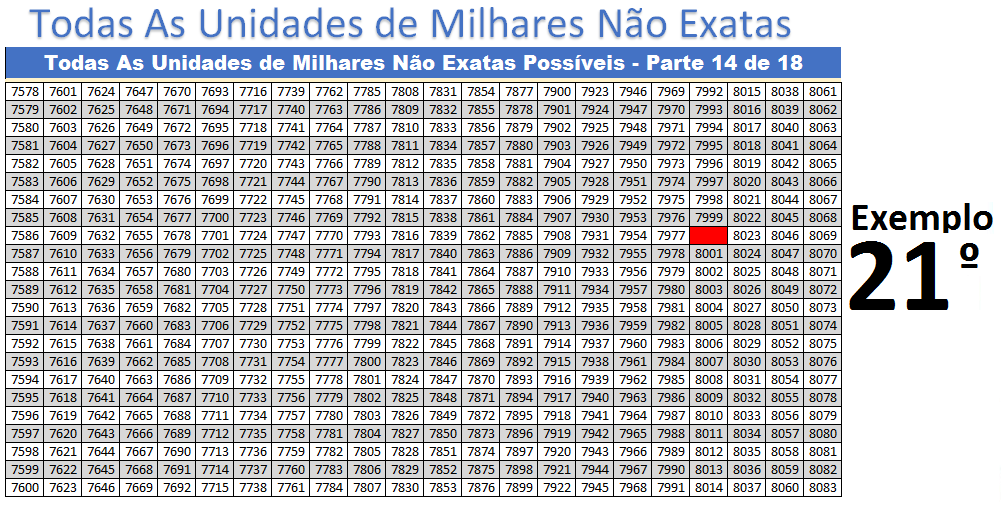 Todas As Unidades de Milhares Não Exatas
Todas As Unidades de Milhares Não Exatas Possíveis - Parte 14 de 18
7578 7601 7624 7647 7670 7693 7716 7739 7762 7785 7808 7831 7854 7877 7900 7923 7946 7969 7992 8015 8038 8061
7579 7602 7625 7648 7671 7694 7717 7740 7763 7786 7809 7832 7855 7878 7901 7924 7947 7970 7993 8016 8039 8062
7580 7603 7626 7649 7672 7695 7718 7741 7764 7787 7810 7833 7856 7879 7902 7925 7948 7971 7994 8017 8040 8063
7581 7604 7627 7650 7673 7696 7719 7742 7765 7788 7811 7834 7857 7880 7903 7926 7949 7972 7995 8018 8041 8064
7582 7605 7628 7651 7674 7697 7720 7743 7766 7789 7812 7835 7858 7881 7904 7927 7950 7973 7996 8019 8042 8065
7583 7606 7629 7652 7675 7698 7721 7744 7767 7790 7813 7836 7859 7882 7905 7928 7951 7974 7997 8020 8043 8066
7584 7607 7630 7653 7676 7699 7722 7745 7768 7791 7814 7837 7860 7883 7906 7929 7952 7975 7998 8021 8044 8067
7585 7608 7631 7654 7677 7700 7723 7746 7769 7792 7815 7838 7861 7884 7907 7930 7953 7976 7999 8022 8045 8068
7586 7609 7632 7655 7678 7701 7724 7747 7770 7793 7816 7839 7862 7885 7908 7931 7954 7977 8023 8046 8069
7587 7610 7633 7656 7679 7702 7725 7748 7771 7794 7817 7840 7863 7886 7909 7932 7955 7978 8001 8024 8047 8070
7588 7611 7634 7657 7680 7703 7726 7749 7772 7795 7818 7841 7864 7887 7910 7933 7956 7979 8002 8025 8048 8071
7589 7612 7635 7658 7681 7704 7727 7750 7773 7796 7819 7842 7865 7888 7911 7934 7957 7980 8003 8026 8049 8072
7590 7613 7636 7659 7682 7705 7728 7751 7774 7797 7820 7843 7866 7889 7912 7935 7958 7981 8004 8027 8050 8073
7591 7614 7637 7660 7683 7706 7729 7752 7775 7798 7821 7844 7867 7890 7913 7936 7959 7982 8005 8028 8051 8074
7592 7615 7638 7661 7684 7707 7730 7753 7776 7799 7822 7845 7868 7891 7914 7937 7960 7983 8006 8029 8052 8075
7593 7616 7639 7662 7685 7708 7731 7754 7777 7800 7823 7846 7869 7892 7915 7938 7961 7984 8007 8030 8053 8076
7594 7617 7640 7663 7686 7709 7732 7755 7778 7801 7824 7847 7870 7893 7916 7939 7962 7985 8008 8031 8054 8077
7595 7618 7641 7664 7687 7710 7733 7756 7779 7802 7825 7848 7871 7894 7917 7940 7963 7986 8009 8032 8055 8078
7596 7619 7642 7665 7688 7711 7734 7757 7780 7803 7826 7849 7872 7895 7918 7941 7964 7987 8010 8033 8056 8079
7597 7620 7643 7666 7689 7712 7735 7758 7781 7804 7827 7850 7873 7896 7919 7942 7965 7988 8011 8034 8057 8080
7598 7621 7644 7667 7690 7713 7736 7759 7782 7805 7828 7851 7874 7897 7920 7943 7966 7989 8012 8035 8058 8081
7599 7622 7645 7668 7691 7714 7737 7760 7783 7806 7829 7852 7875 7898 7921 7944 7967 7990 8013 8036 8059 8082
7600 7623 7646 7669 7692 7715 7738 7761 7784 7807 7830 7853 7876 7899 7922 7945 7968 7991 8014 8037 8060 8083
Exemplo
21º